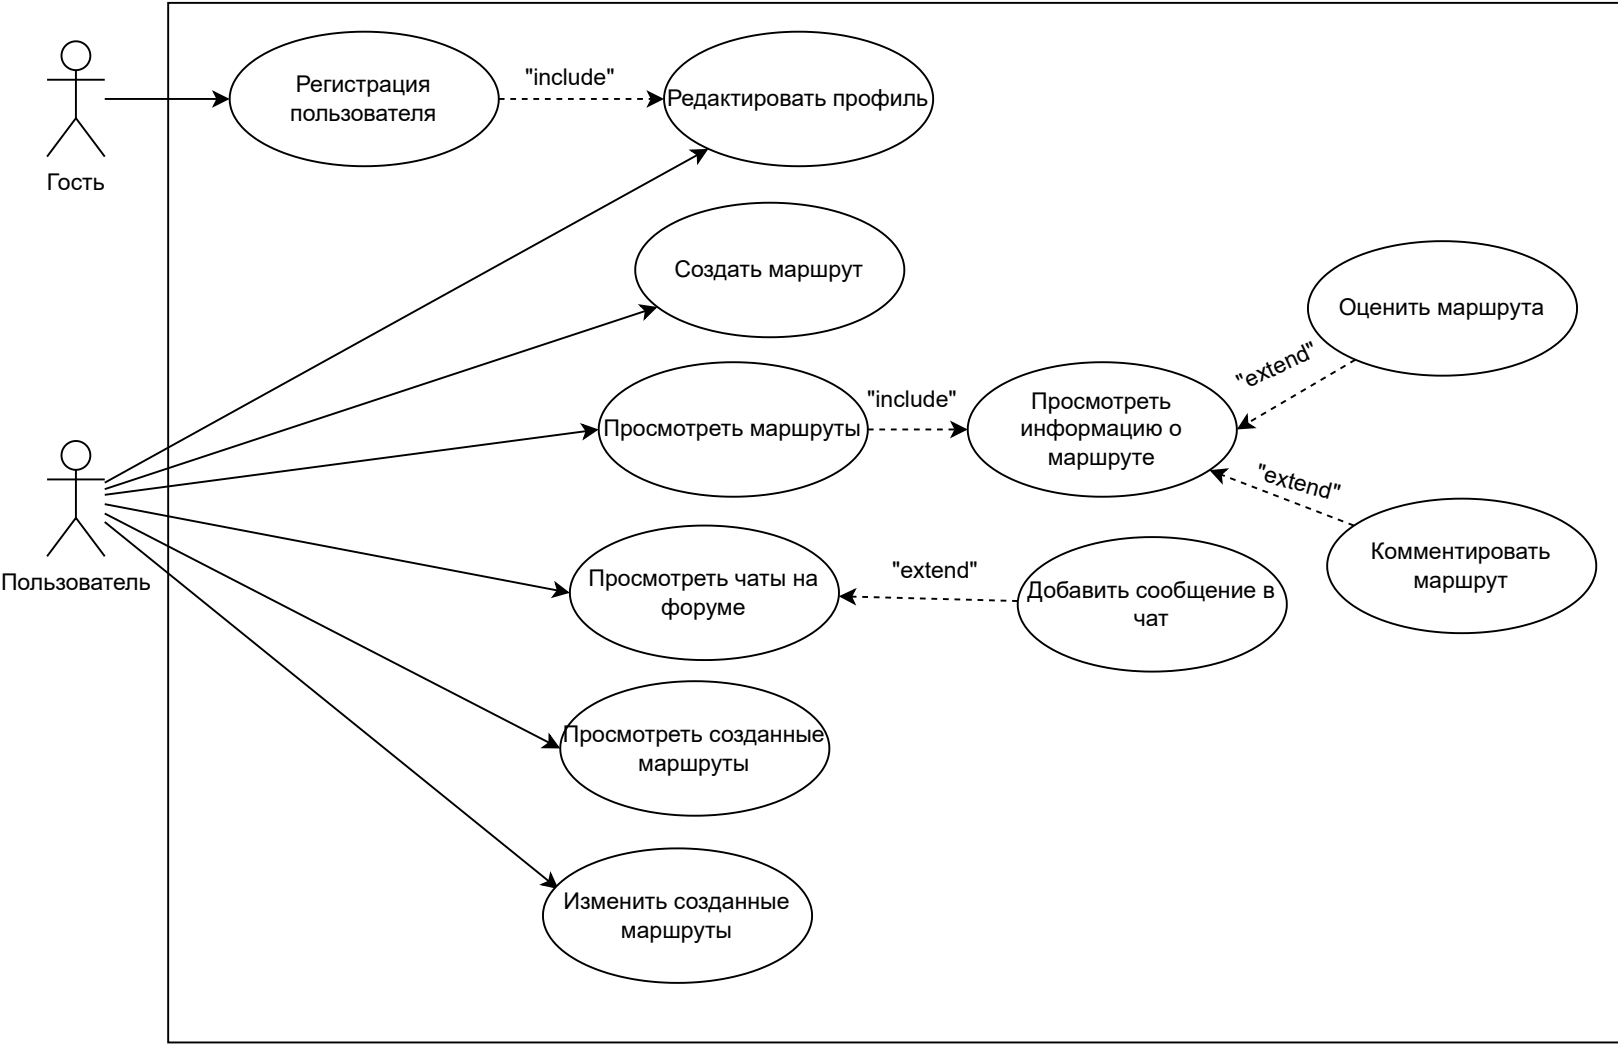 Гость
Регистрация
пользователя
"include"
Редактировать профиль
Создать маршрут
Оценить маршрута
"extend"
Просмотреть маршруты
"include"
Просмотреть
информацию о
маршруте
"extend"
Комментировать
маршрут
Пользователь
Просмотреть чаты на
форуме
"extend"
Добавить сообщение в
чат
Просмотреть созданные
маршруты
Изменить созданные
маршруты